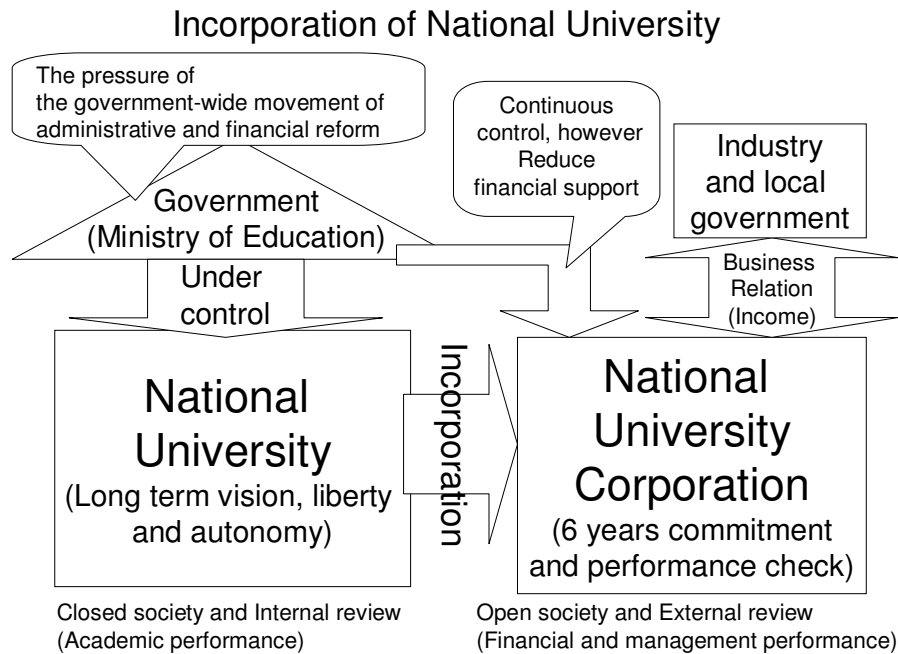 Incorporation of National University
The pressure of
the government-wide movement of
administrative and financial reform
Continuous
control, however
Reduce
financial support
Industry
and local
government
Government
(Ministry of Education)
Under
control
Business
Relation
(Income)
National
University
(Long term vision, liberty
and autonomy)
Incorporation
National
University
Corporation
(6 years commitment
and performance check)
Closed society and Internal review
(Academic performance)
Open society and External review
(Financial and management performance)